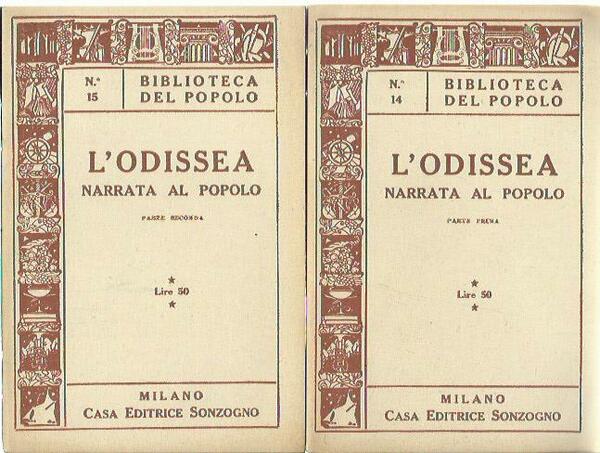 N.°
15
BIBLIOTECA
DEL POPOLO
L'ODISSEA
NARRATA AL POPOLO
PARTE SECONDA
Lire 50
MILANO
CASA EDITRICE SONZOGNO
N.°
14
BIBLIOTECA
DEL POPOLO
L'ODISSEA
NARRATA AL POPOLO
PARTE PRIMA
Lire 50
MILANO
CASA EDITRICE SONZOGNO